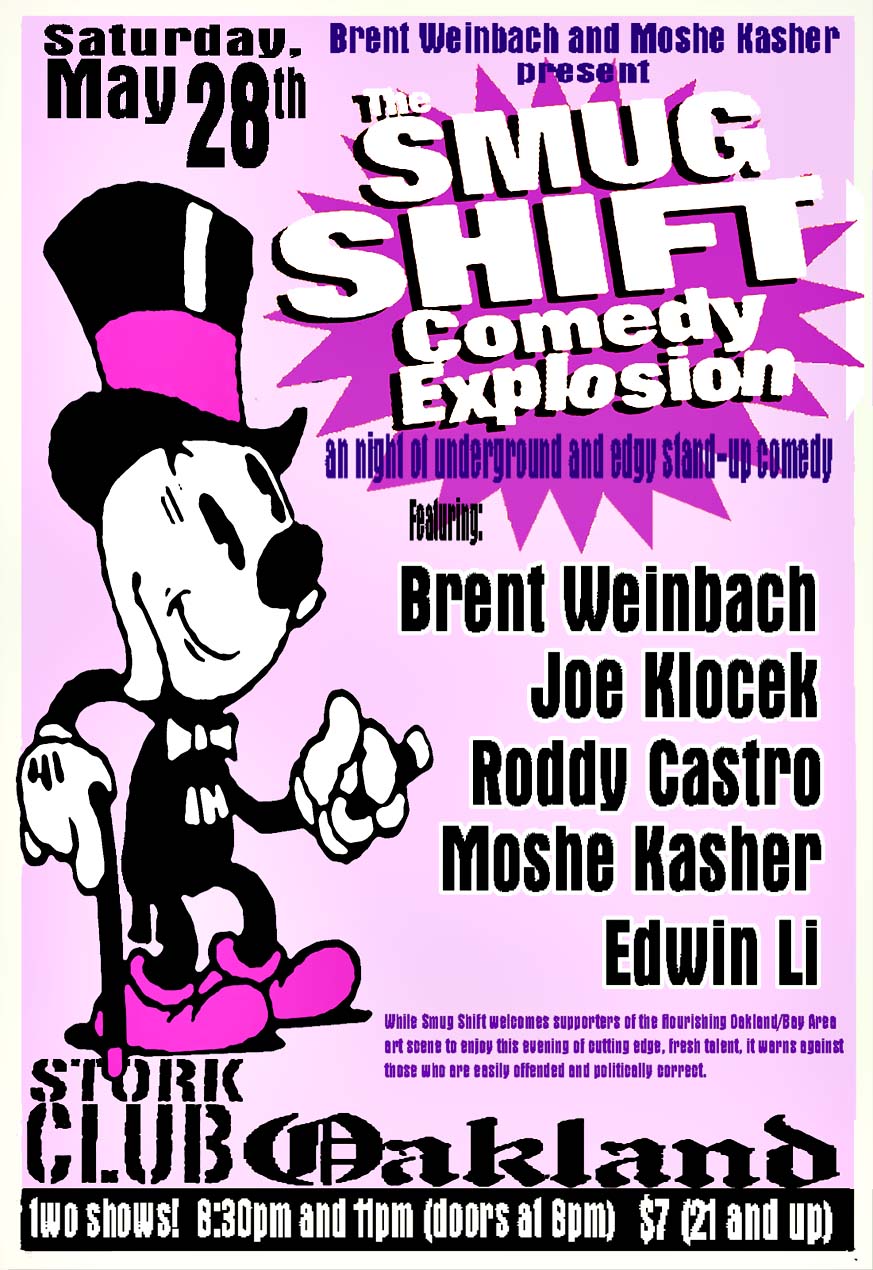 Saturday,
May 28th
Brent Weinbach and Moshe Kasher
present
The
SMUG
SHIFT
Comedy
Explosion
an night of underground and edgy stand-up comedy
Featuring:
Brent Weinbach
Joe Klocek
Roddy Castro
Moshe Kasher
Edwin Li
While Smug Shift welcomes supporters of the flourishing Oakland/Bay Area
art scene to enjoy this evening of cutting edge, fresh talent, it warns against
those who are easily offended and politically correct.
STORK
CLUB Oakland
two shows! 8:30pm and 11pm (doors at 8pm) $7 (21 and up)